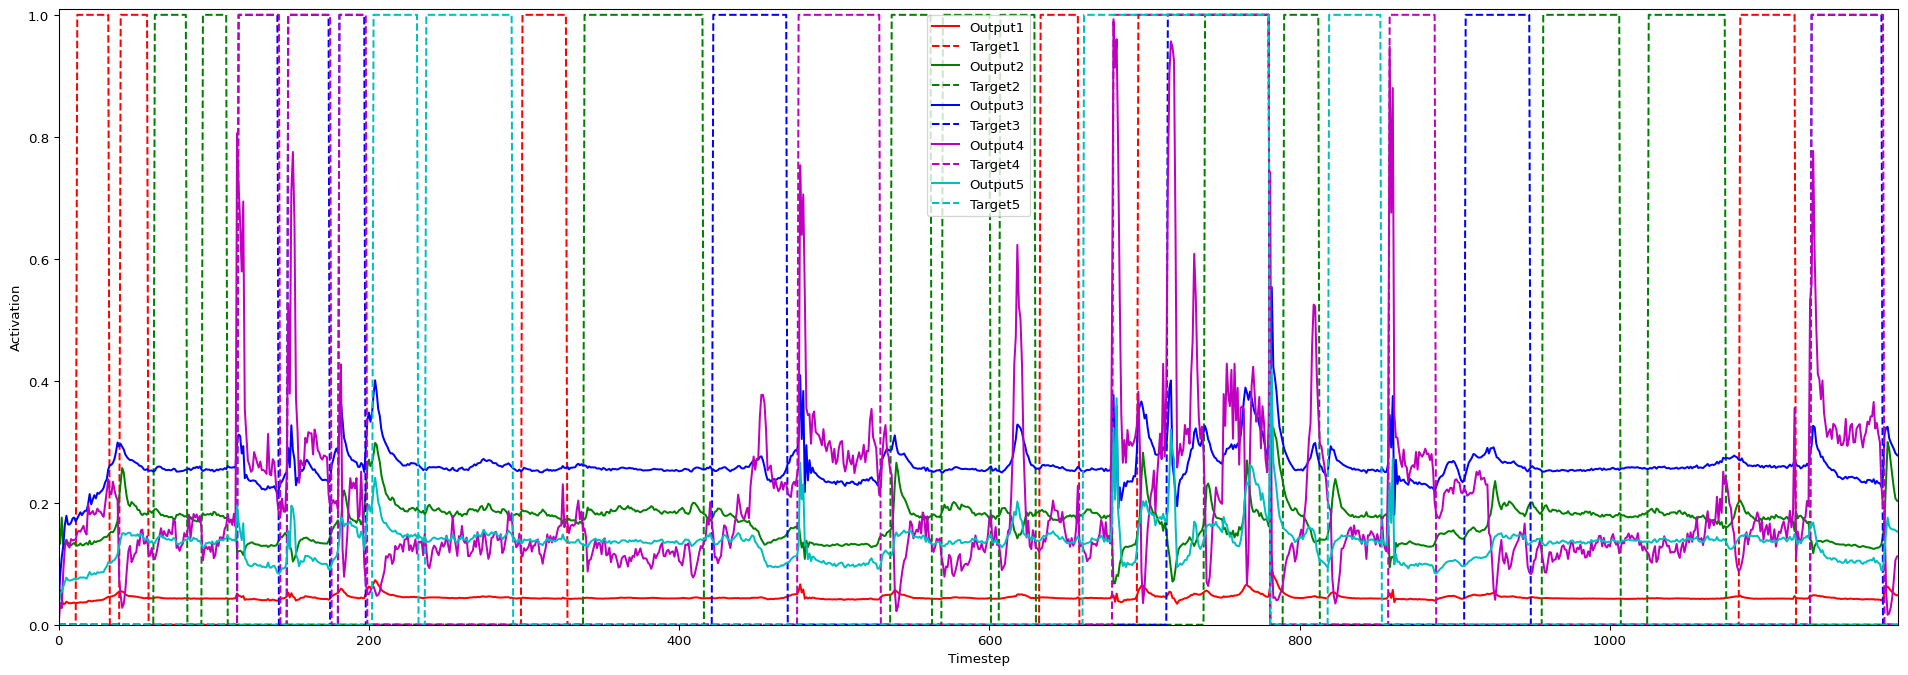 1.0
0.8
0.6
0.4
0.2
0.0
Activation
0
200
400
600
800
1000
Timestep
Output1
Target1
Output2
Target2
Output3
Target3
Output4
Target4
Output5
Target5